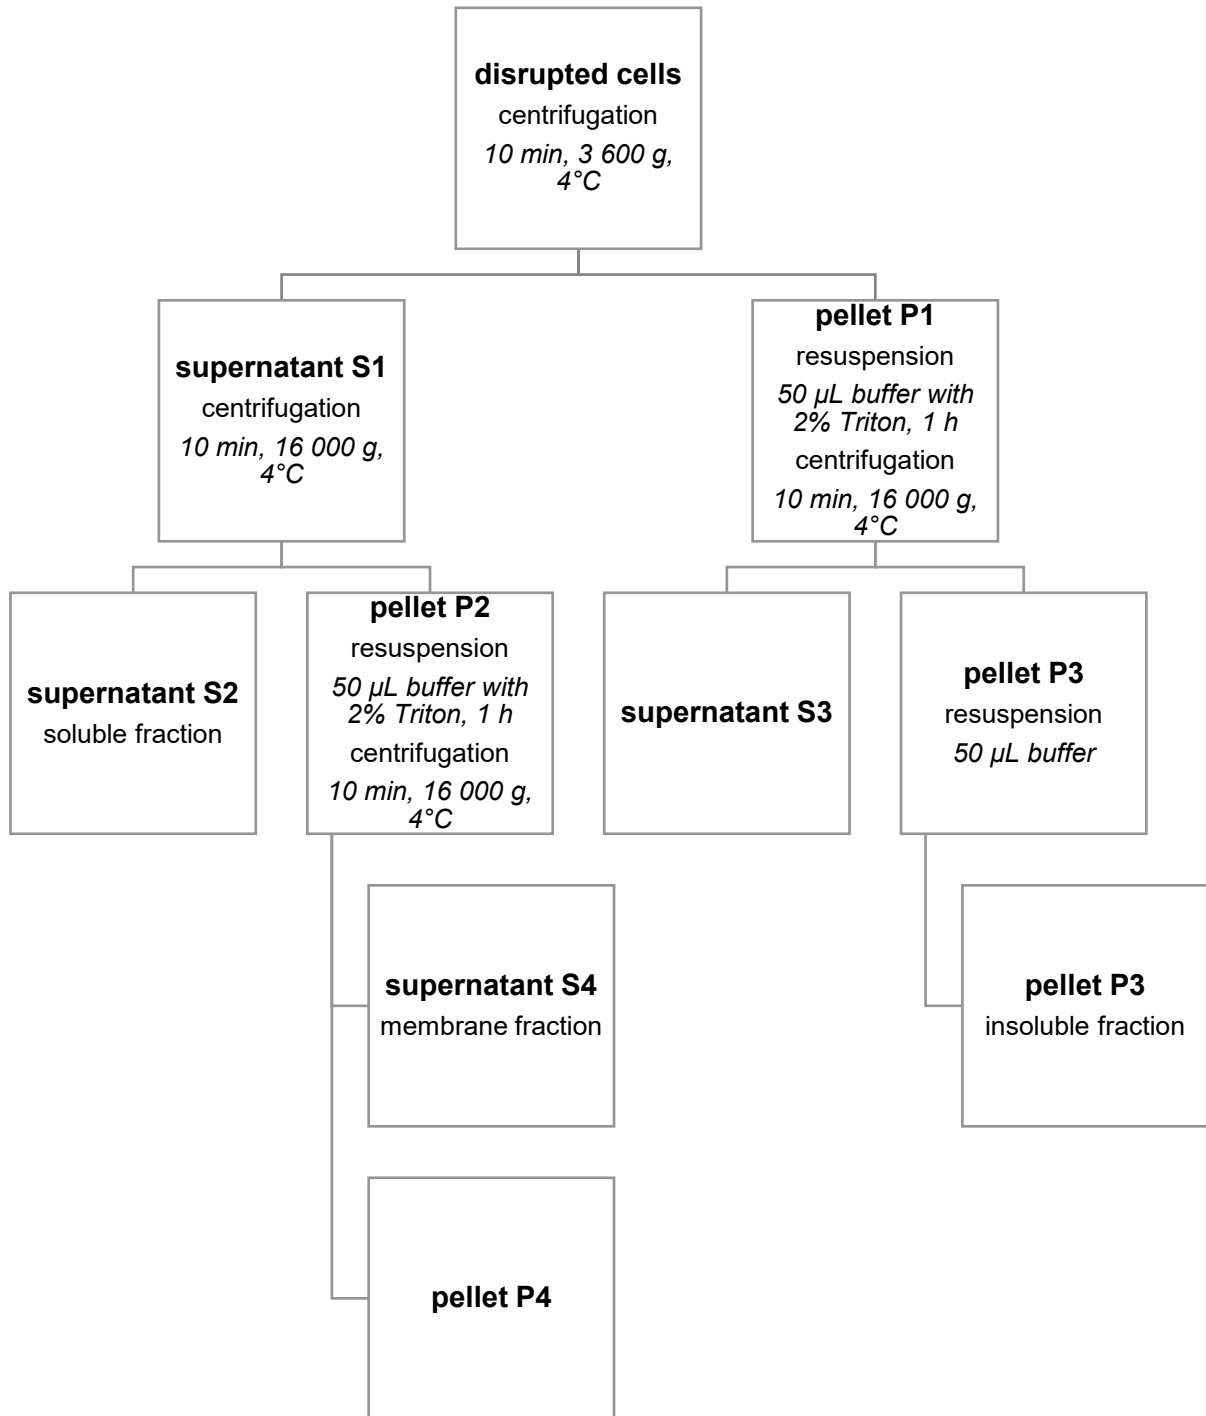 disrupted cells
centrifugation
10 min, 3 600 g,
4°C
supernatant S1
centrifugation
10 min, 16 000 g,
4°C
pellet P1
resuspension
50 µL buffer with
2% Triton, 1 h
centrifugation
10 min, 16 000 g,
4°C
supernatant S2
soluble fraction
pellet P2
resuspension
50 µL buffer with
2% Triton, 1 h
centrifugation
10 min, 16 000 g,
4°C
supernatant S3
pellet P3
resuspension
50 µL buffer
supernatant S4
membrane fraction
pellet P3
insoluble fraction
pellet P4